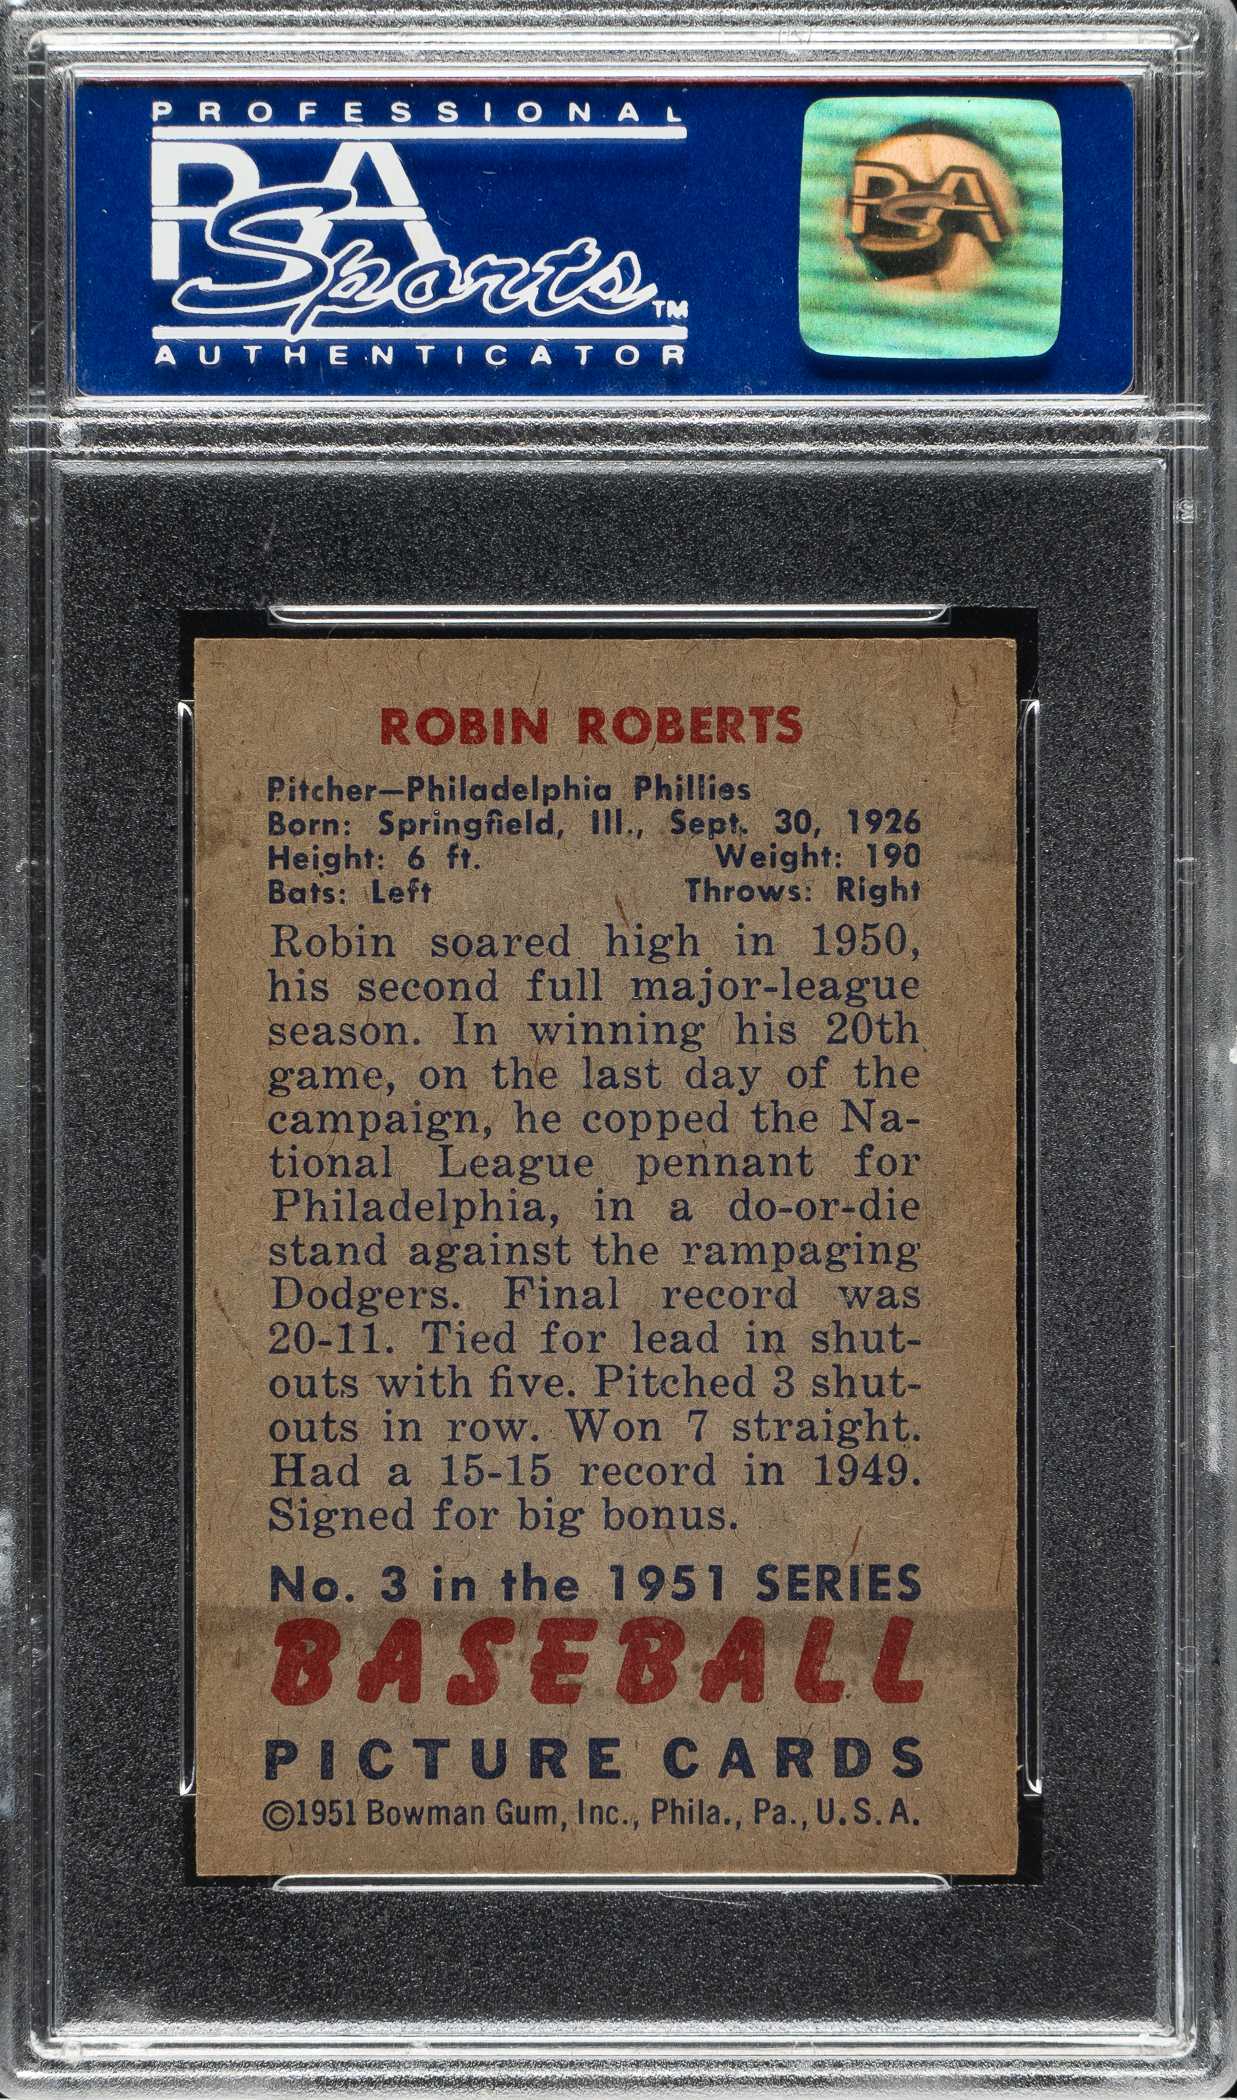 PROFESSIONAL
PSA
Sports™
AUTHENTICATOR
PSA
ROBIN ROBERTS
Pitcher—Philadelphia Phillies
Born: Springfield, Ill., Sept. 30, 1926
Height: 6 ft. Weight: 190
Bats: Left Throws: Right
Robin soared high in 1950,
his second full major-league
season. In winning his 20th
game, on the last day of the
campaign, he copped the Na-
tional League pennant for
Philadelphia, in a do-or-die
stand against the rampaging
Dodgers. Final record was
20-11. Tied for lead in shut-
outs with five. Pitched 3 shut-
outs in row. Won 7 straight.
Had a 15-15 record in 1949.
Signed for big bonus.
No. 3 in the 1951 SERIES
BASEBALL
PICTURE CARDS
©1951 Bowman Gum, Inc., Phila., Pa., U.S.A.